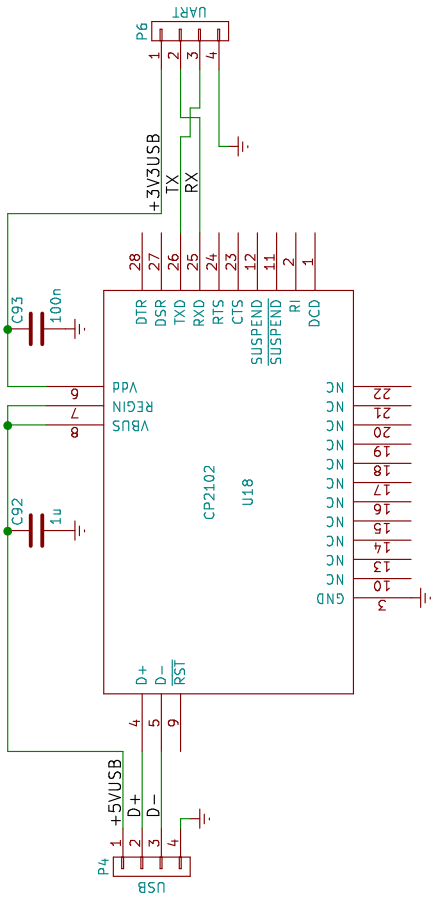 UART
P6
1
2
3
4
+3V3USB
TX
RX
28
27
26
25
24
23
12
11
2
1
DTR
DSR
TXD
RXD
RTS
CTS
SUSPEND
SUSPEND
RI
DCD
C93
100n
6
Vdd
7
REGIN
8
VBUS
C92
1u
CP2102
U18
NC
22
NC
21
NC
20
NC
19
NC
18
NC
17
NC
16
NC
15
NC
14
NC
13
NC
10
GND
3
D+
D-
RST
4
5
9
+5VUSB
D+
D-
1
2
3
4
P4
USB